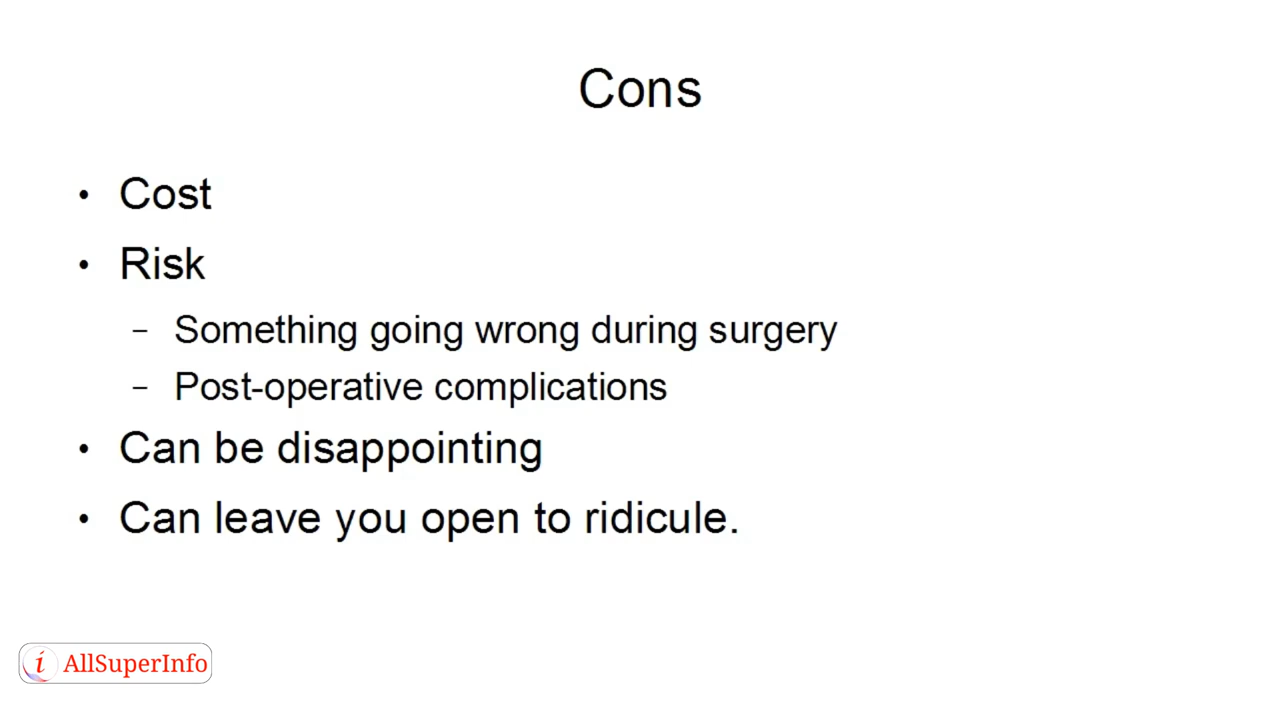 Cons
• Cost
• Risk
– Something going wrong during surgery
– Post-operative complications
• Can be disappointing
• Can leave you open to ridicule.
i AllSuperInfo